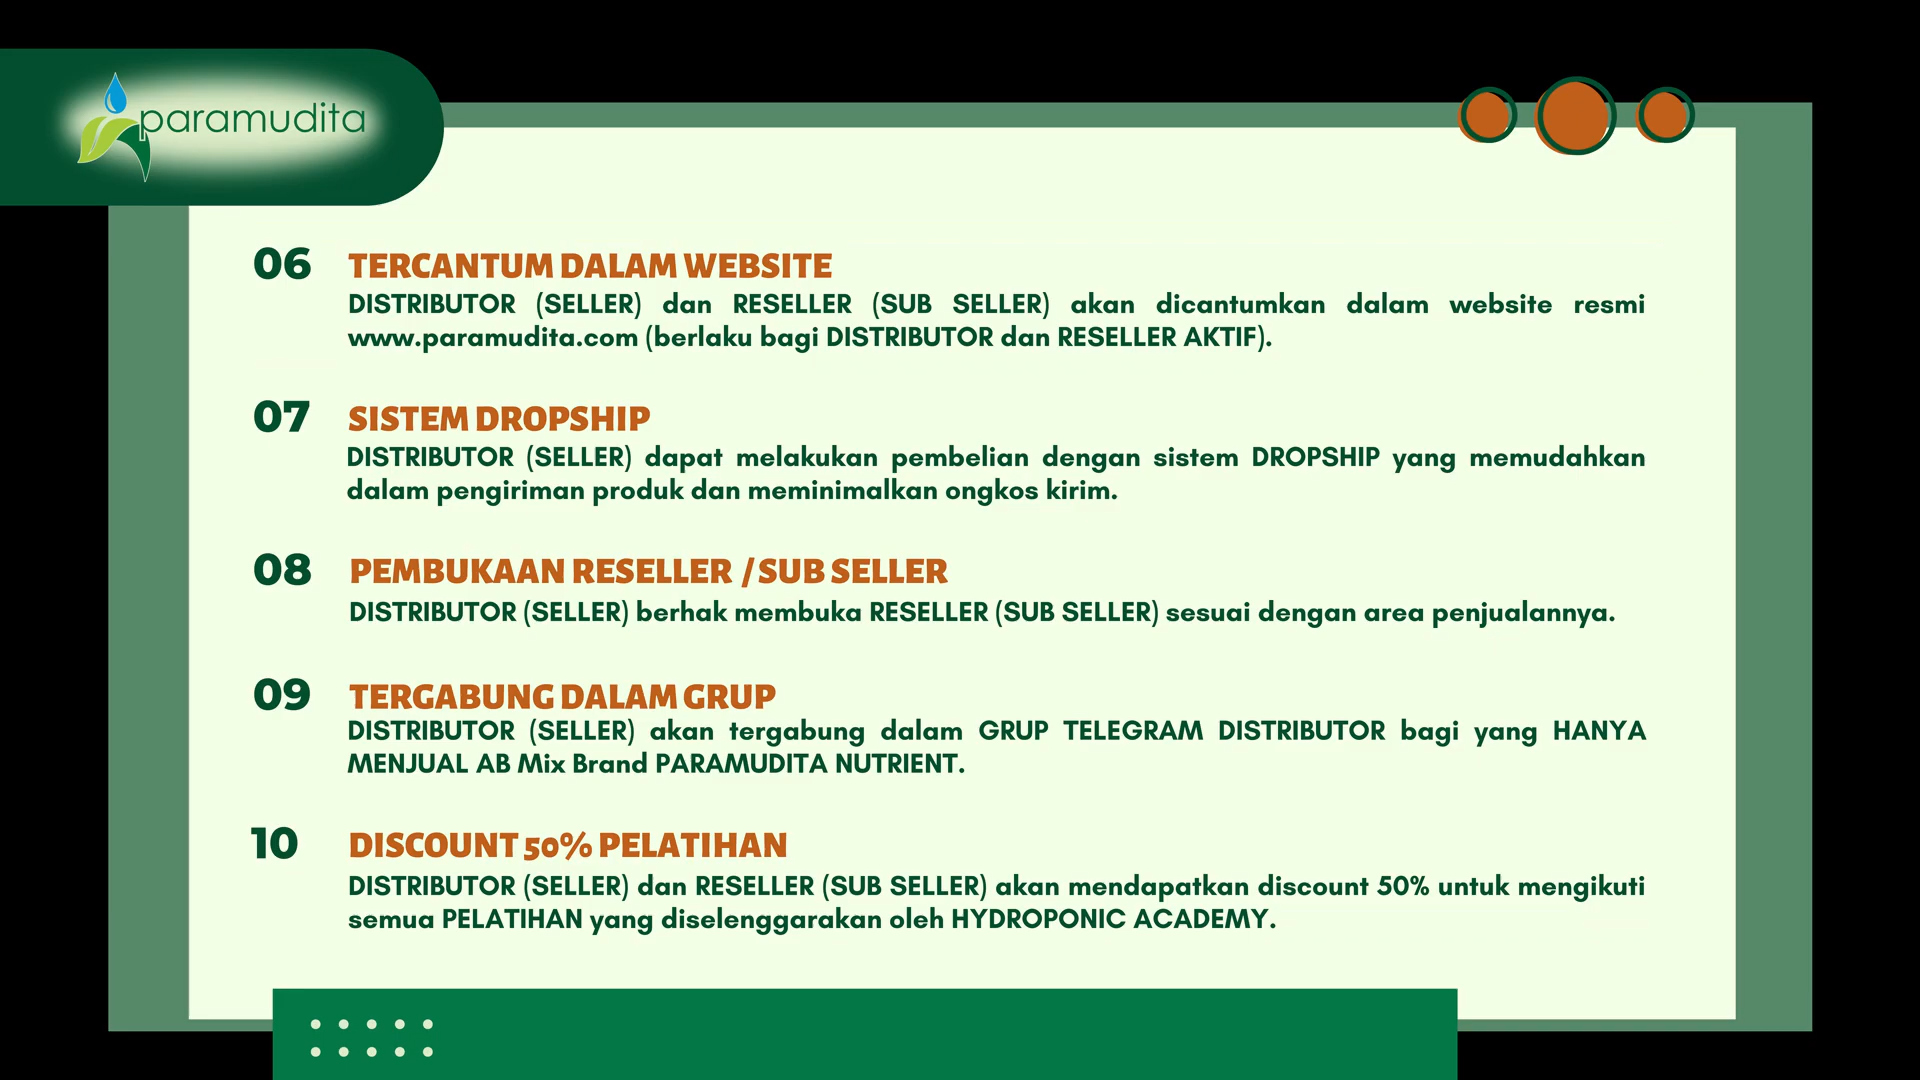 paramudita
06 TERCANTUM DALAM WEBSITE
DISTRIBUTOR (SELLER) dan RESELLER (SUB SELLER) akan dicantumkan dalam website resmi
www.paramudita.com (berlaku bagi DISTRIBUTOR dan RESELLER AKTIF).
07 SISTEM DROPSHIP
DISTRIBUTOR (SELLER) dapat melakukan pembelian dengan sistem DROPSHIP yang memudahkan
dalam pengiriman produk dan meminimalkan ongkos kirim.
08 PEMBUKAAN RESELLER / SUB SELLER
DISTRIBUTOR (SELLER) berhak membuka RESELLER (SUB SELLER) sesuai dengan area penjualannya.
09 TERGABUNG DALAM GRUP
DISTRIBUTOR (SELLER) akan tergabung dalam GRUP TELEGRAM DISTRIBUTOR bagi yang HANYA
MENJUAL AB Mix Brand PARAMUDITA NUTRIENT.
10 DISCOUNT 50% PELATIHAN
DISTRIBUTOR (SELLER) dan RESELLER (SUB SELLER) akan mendapatkan discount 50% untuk mengikuti
semua PELATIHAN yang diselenggarakan oleh HYDROPONIC ACADEMY.